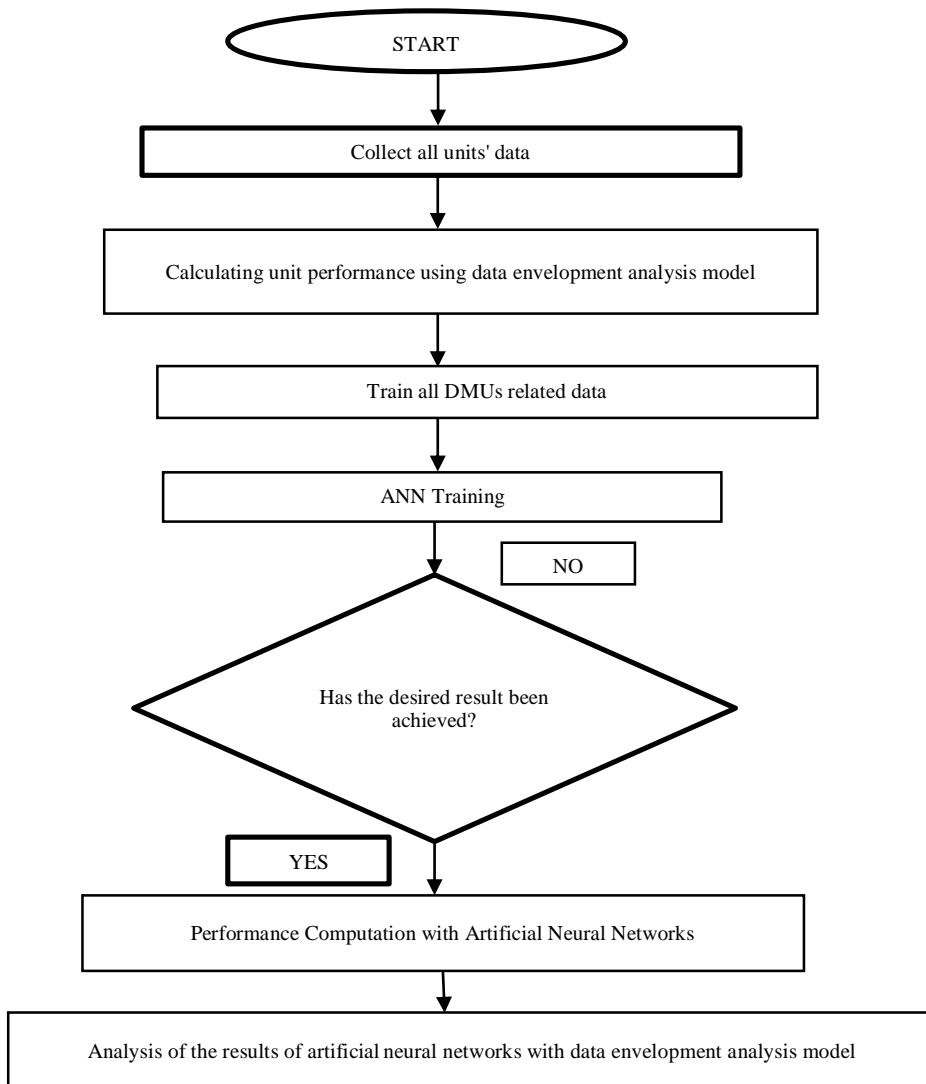 START
Collect all units' data
Calculating unit performance using data envelopment analysis model
Train all DMUs related data
ANN Training
NO
Has the desired result been
achieved?
YES
Performance Computation with Artificial Neural Networks
Analysis of the results of artificial neural networks with data envelopment analysis model